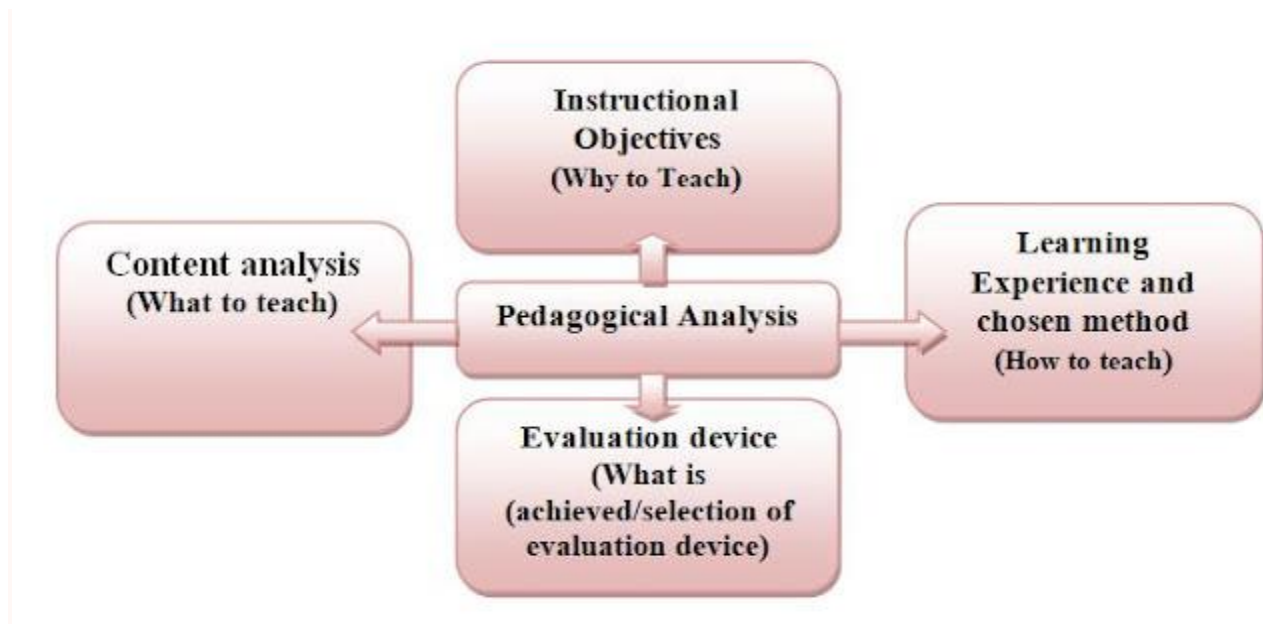 Instructional
Objectives
(Why to Teach)
Content analysis
(What to teach)
Pedagogical Analysis
Learning
Experience and
chosen method
(How to teach)
Evaluation device
(What is
(achieved/selection of
evaluation device)